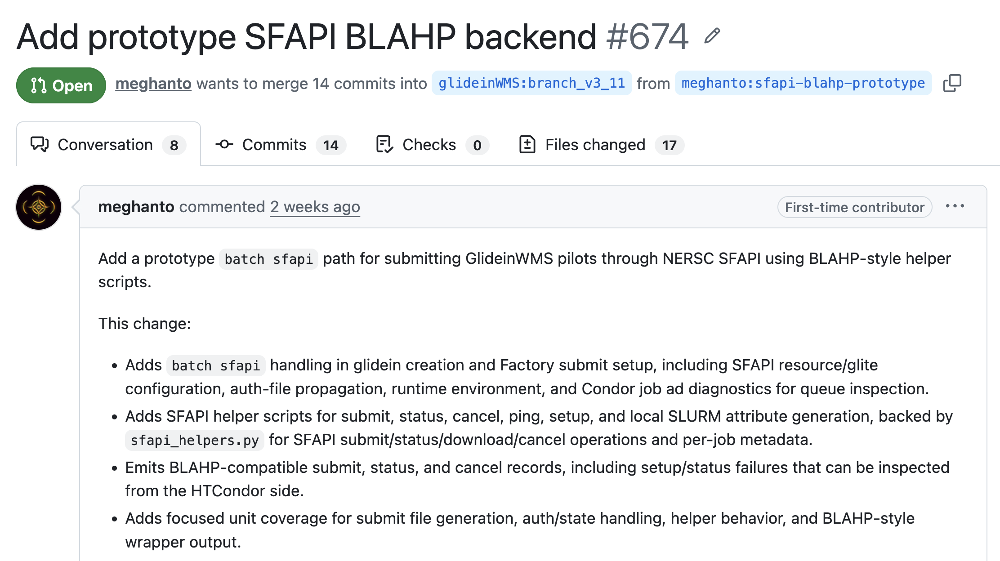 Add prototype SFAPI BLAHP backend #674
Open meghanto wants to merge 14 commits into glideinWMS:branch_v3_11 from meghanto:sfapi-blahp-prototype
Conversation 8 Commits 14 Checks 0 Files changed 17
meghanto commented 2 weeks ago First-time contributor
Add a prototype batch sfapi path for submitting GlideinWMS pilots through NERSC SFAPI using BLAHP-style helper
scripts.
This change:
• Adds batch sfapi handling in glidein creation and Factory submit setup, including SFAPI resource/glite
configuration, auth-file propagation, runtime environment, and Condor job ad diagnostics for queue inspection.
• Adds SFAPI helper scripts for submit, status, cancel, ping, setup, and local SLURM attribute generation, backed by
sfapi_helpers.py for SFAPI submit/status/download/cancel operations and per-job metadata.
• Emits BLAHP-compatible submit, status, and cancel records, including setup/status failures that can be inspected
from the HTCondor side.
• Adds focused unit coverage for submit file generation, auth/state handling, helper behavior, and BLAHP-style
wrapper output.